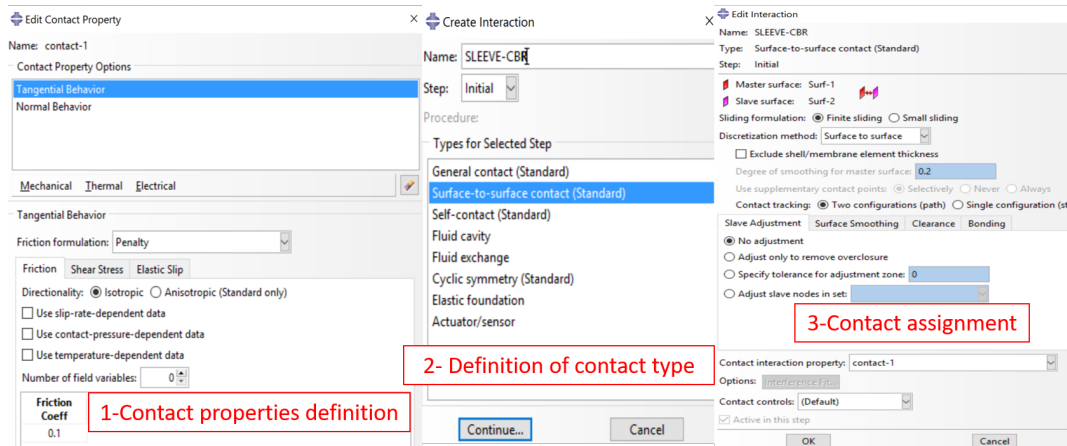 Edit Contact Property
Name: contact-1
Contact Property Options
Tangential Behavior
Normal Behavior
Mechanical Thermal Electrical
Tangential Behavior
Friction formulation: Penalty
Friction Shear Stress Elastic Slip
Directionality: Isotropic Anisotropic (Standard only)
Use slip-rate-dependent data
Use contact-pressure-dependent data
Use temperature-dependent data
Number of field variables: 0
Friction
Coeff
0.1
1-Contact properties definition
Create Interaction
Name: SLEEVE-CBR
Step: Initial
Procedure:
Types for Selected Step
General contact (Standard)
Surface-to-surface contact (Standard)
Self-contact (Standard)
Fluid cavity
Fluid exchange
Cyclic symmetry (Standard)
Elastic foundation
Actuator/sensor
2- Definition of contact type
Continue... Cancel
Edit Interaction
Name: SLEEVE-CBR
Type: Surface-to-surface contact (Standard)
Step: Initial
Master surface: Surf-1
Slave surface: Surf-2
Sliding formulation: Finite sliding Small sliding
Discretization method: Surface to surface
Exclude shell/membrane element thickness
Degree of smoothing for master surface: 0.2
Use supplementary contact points: Selectively Never Always
Contact tracking: Two configurations (path) Single configuration (st
Slave Adjustment Surface Smoothing Clearance Bonding
No adjustment
Adjust only to remove overclosure
Specify tolerance for adjustment zone: 0
Adjust slave nodes in set:
3-Contact assignment
Contact interaction property: contact-1
Options: Interference Fit...
Contact controls: (Default)
Active in this step
OK Cancel